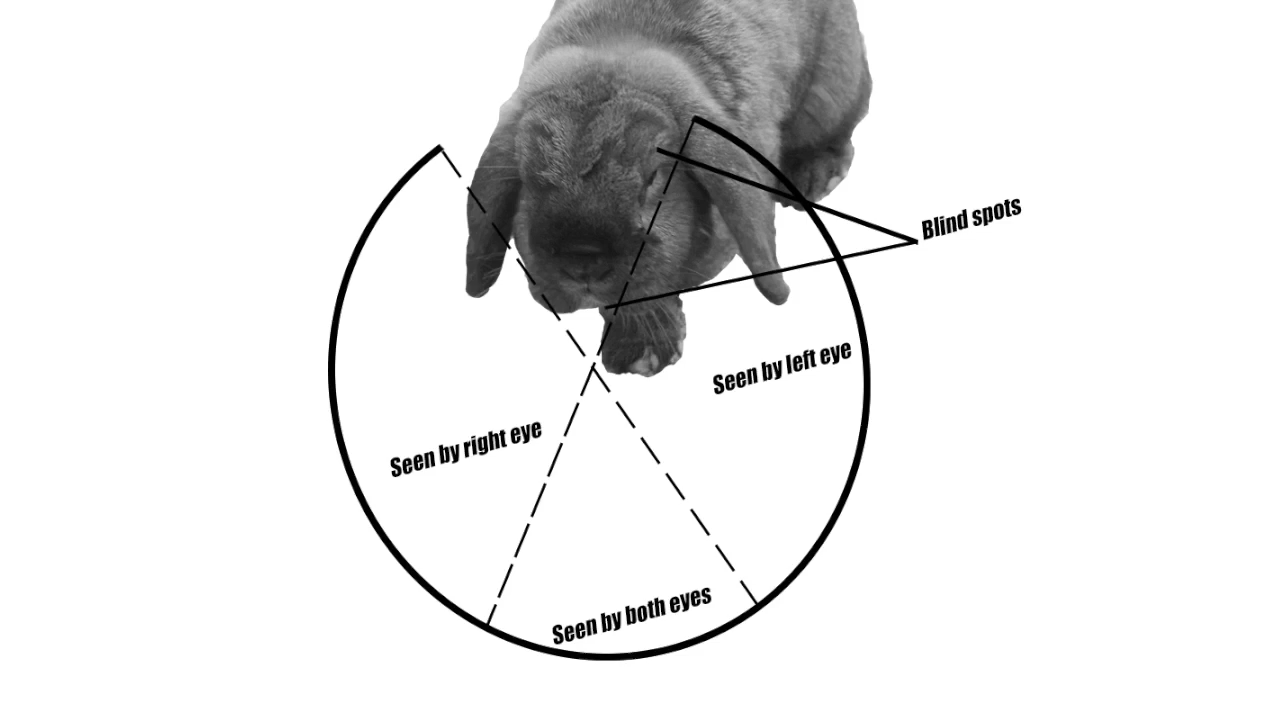 Blind spots
Seen by left eye
Seen by right eye
Seen by both eyes